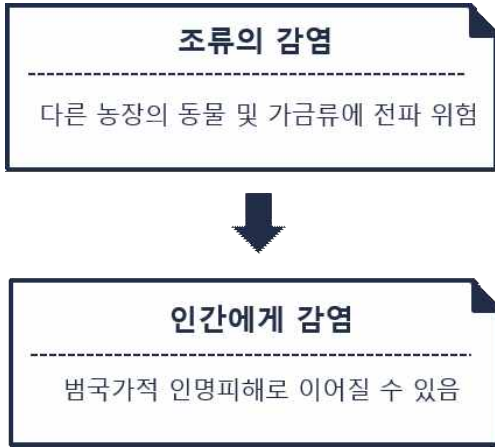 조류의 감염
다른 농장의 동물 및 가금류에 전파 위험
인간에게 감염
범국가적 인명피해로 이어질 수 있음